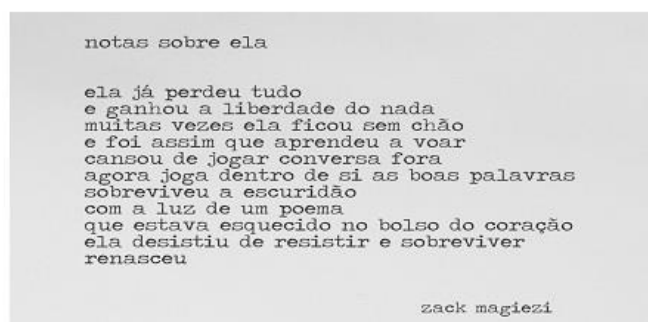 notas sobre ela
ela já perdeu tudo
e ganhou a liberdade do nada
muitas vezes ela ficou sem chão
e foi assim que aprendeu a voar
cansou de jogar conversa fora
agora joga dentro de si as boas palavras
sobreviveu a escuridão
com a luz de um poema
que estava esquecido no bolso do coração
ela desistiu de resistir e sobreviver
renasceu
zack magiezi